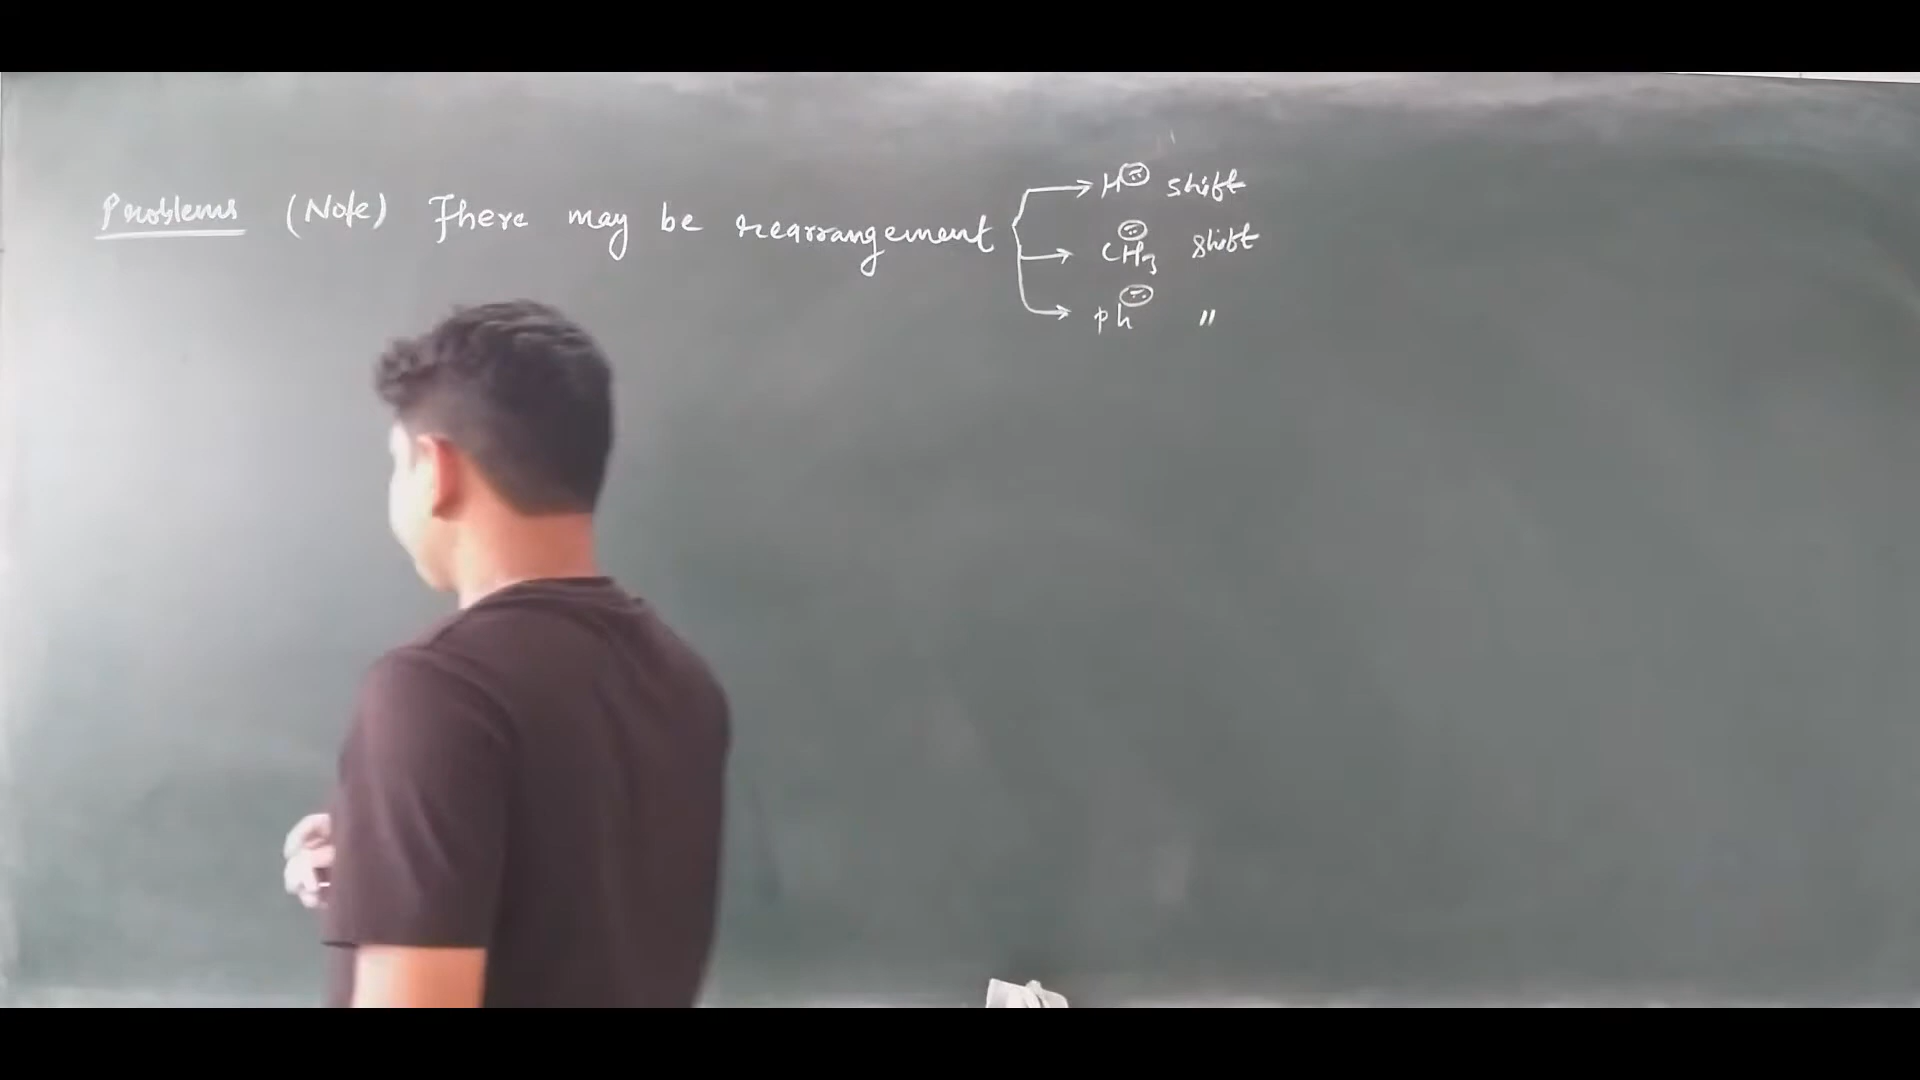 Problems (Note) There may be rearrangement
H⊖ shift
CH₃⊖ shift
ph⊖ "